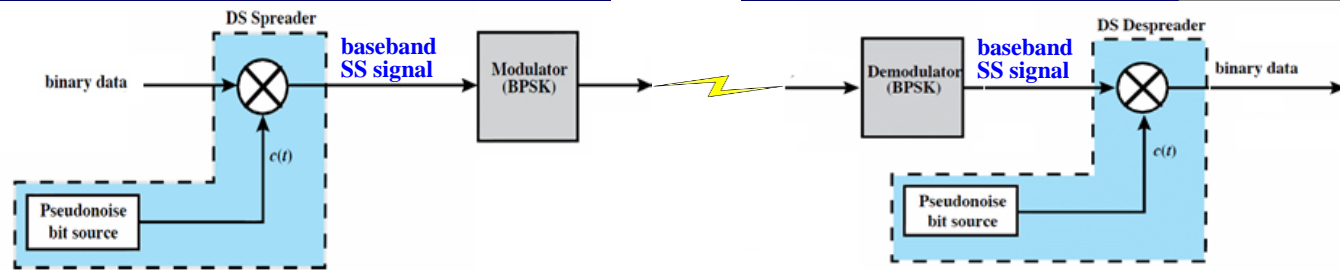 DS Spreader
baseband
SS signal
binary data
Modulator
(BPSK)
c(t)
Pseudonoise
bit source
DS Despreader
baseband
SS signal
Demodulator
(BPSK)
binary data
c(t)
Pseudonoise
bit source